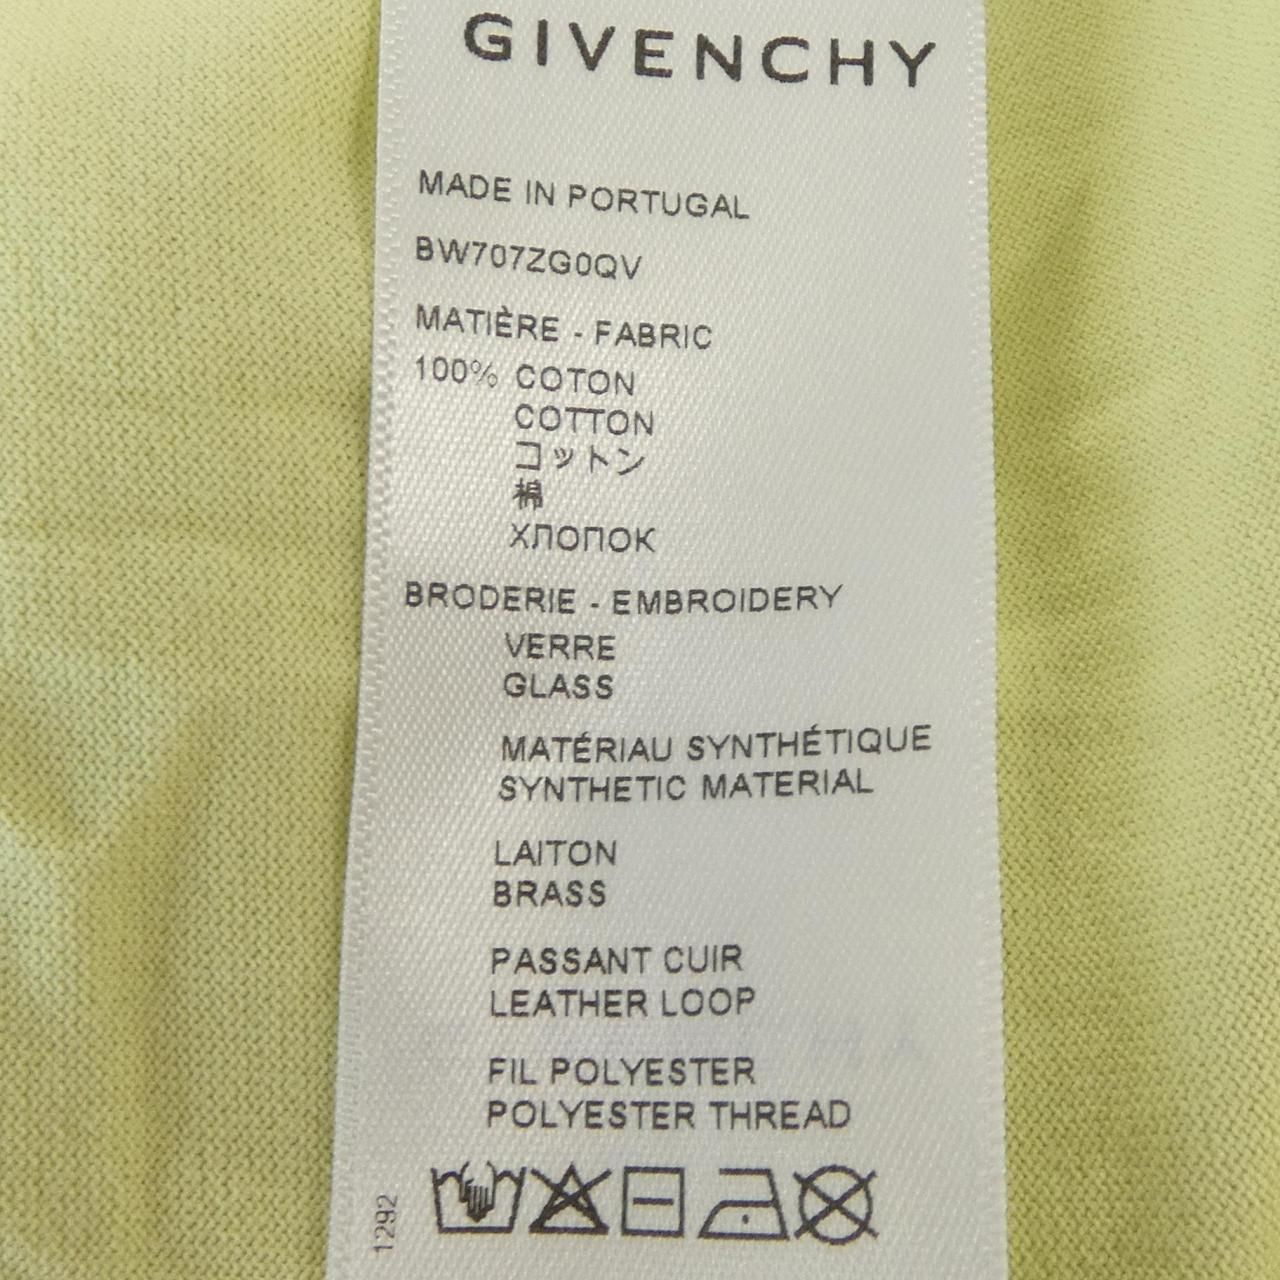 GIVENCHY
MADE IN PORTUGAL
BW707ZG0QV
MATIÈRE - FABRIC
100% COTON
COTTON
コットン
棉
ХЛОПОК
BRODERIE - EMBROIDERY
VERRE
GLASS
MATÉRIAU SYNTHÉTIQUE
SYNTHETIC MATERIAL
LAITON
BRASS
PASSANT CUIR
LEATHER LOOP
FIL POLYESTER
POLYESTER THREAD
1292